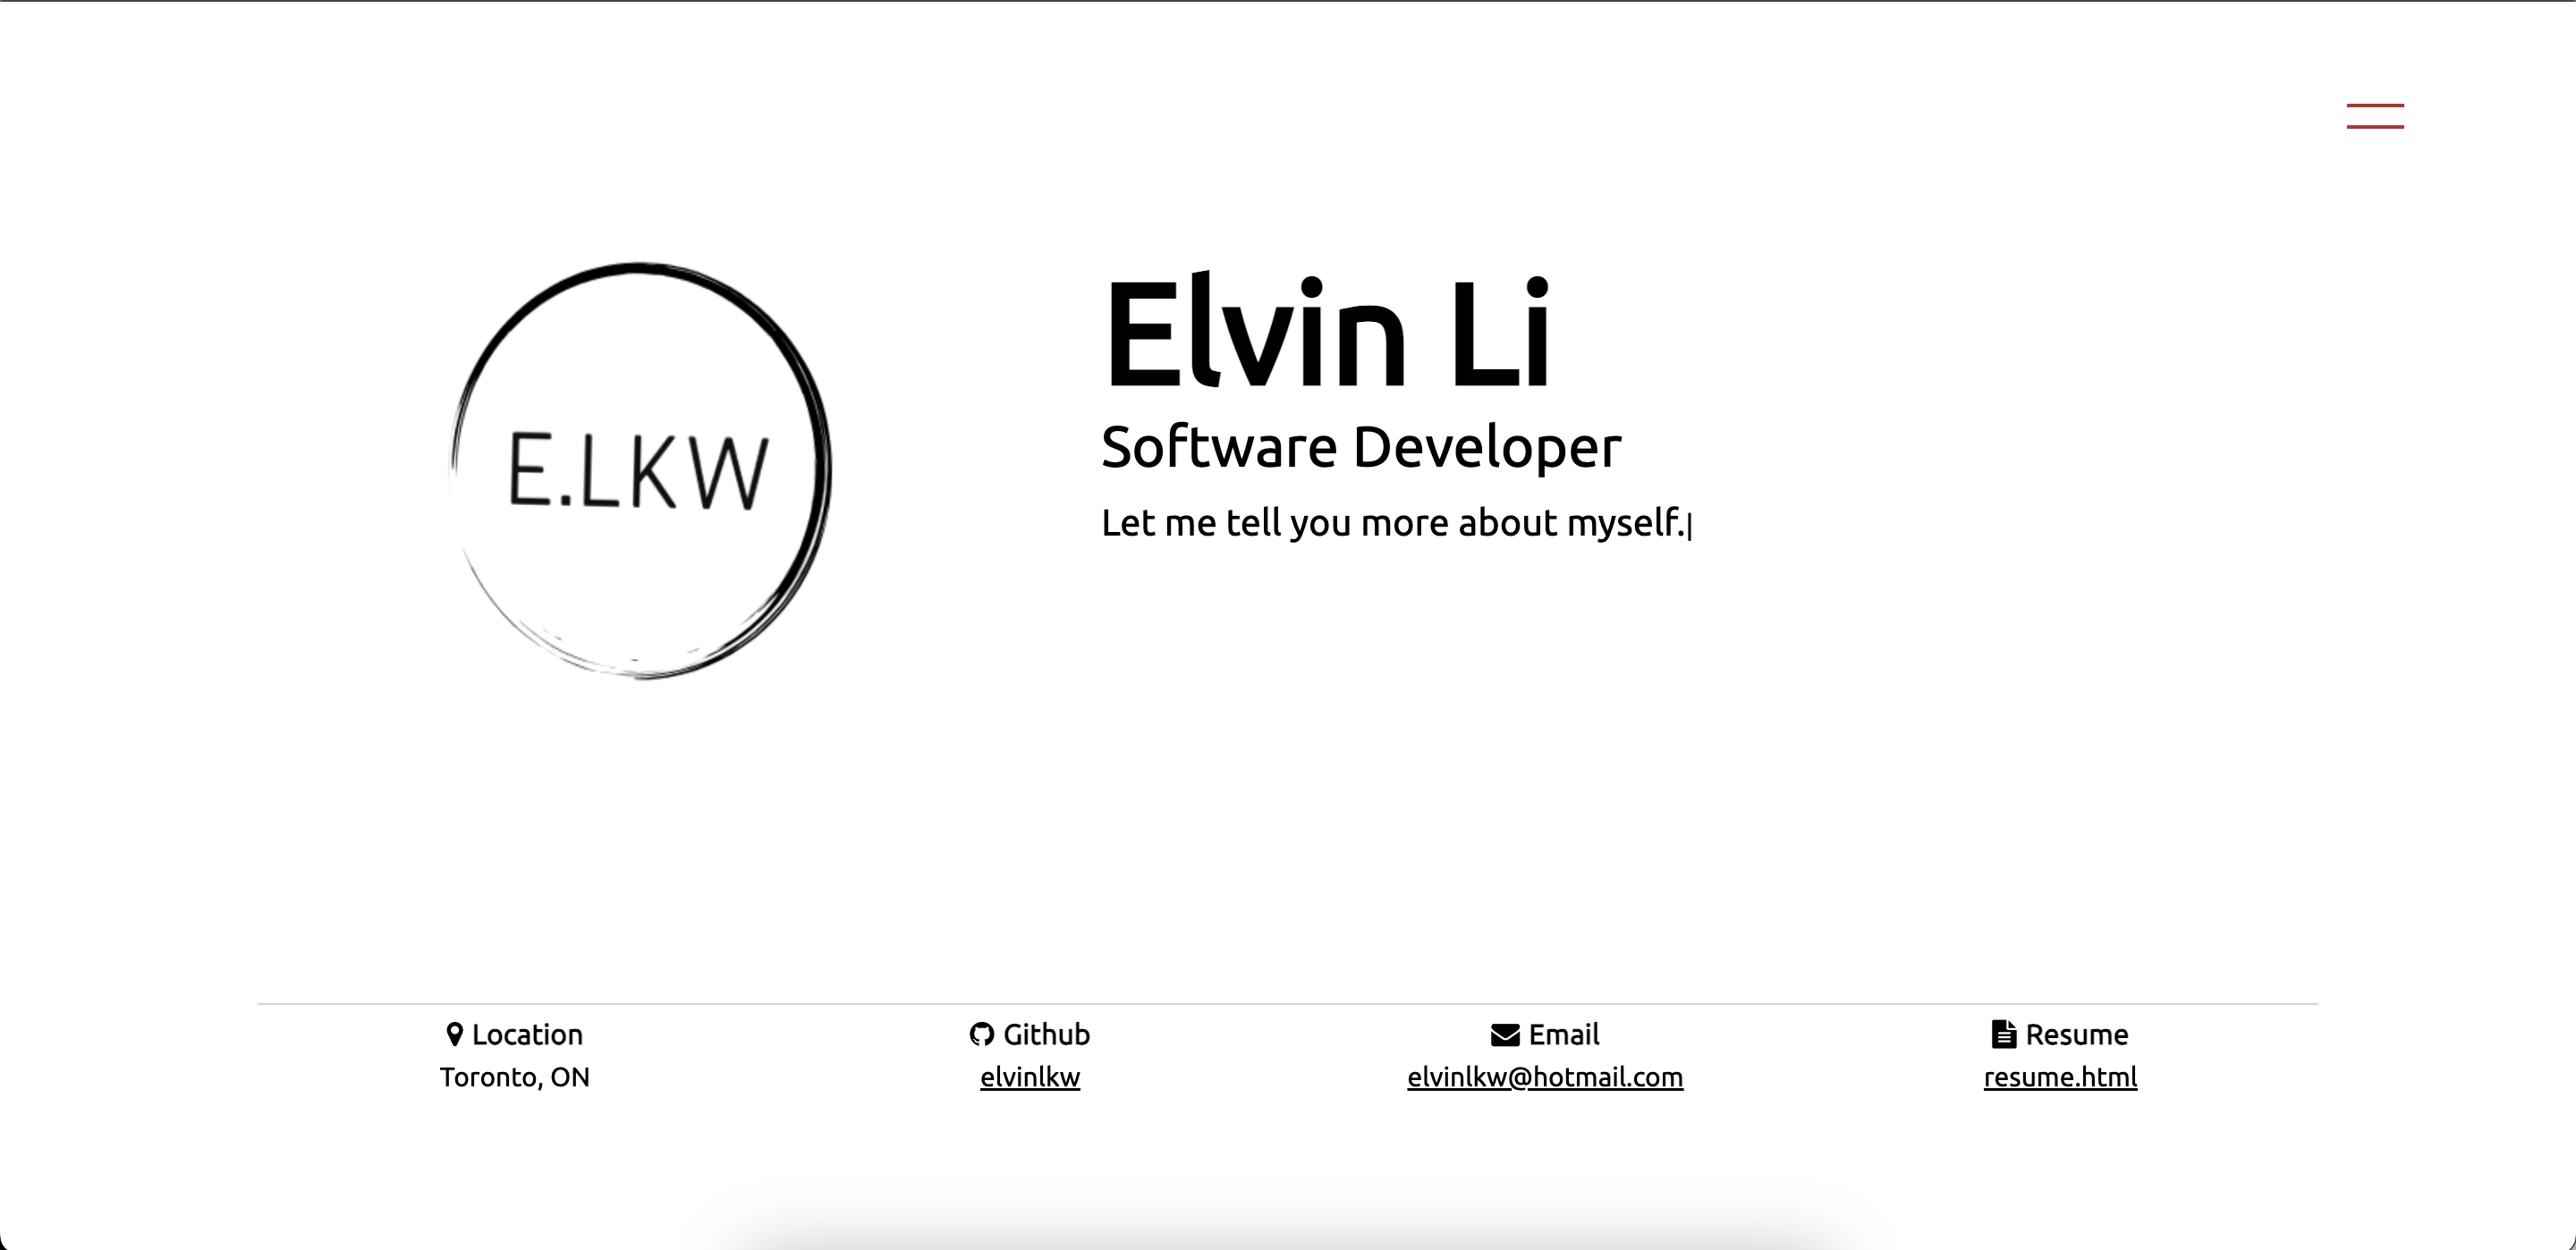 E.LKW
Elvin Li
Software Developer
Let me tell you more about myself.
Location
Toronto, ON
Github
elvinlkw
Email
elvinlkw@hotmail.com
Resume
resume.html